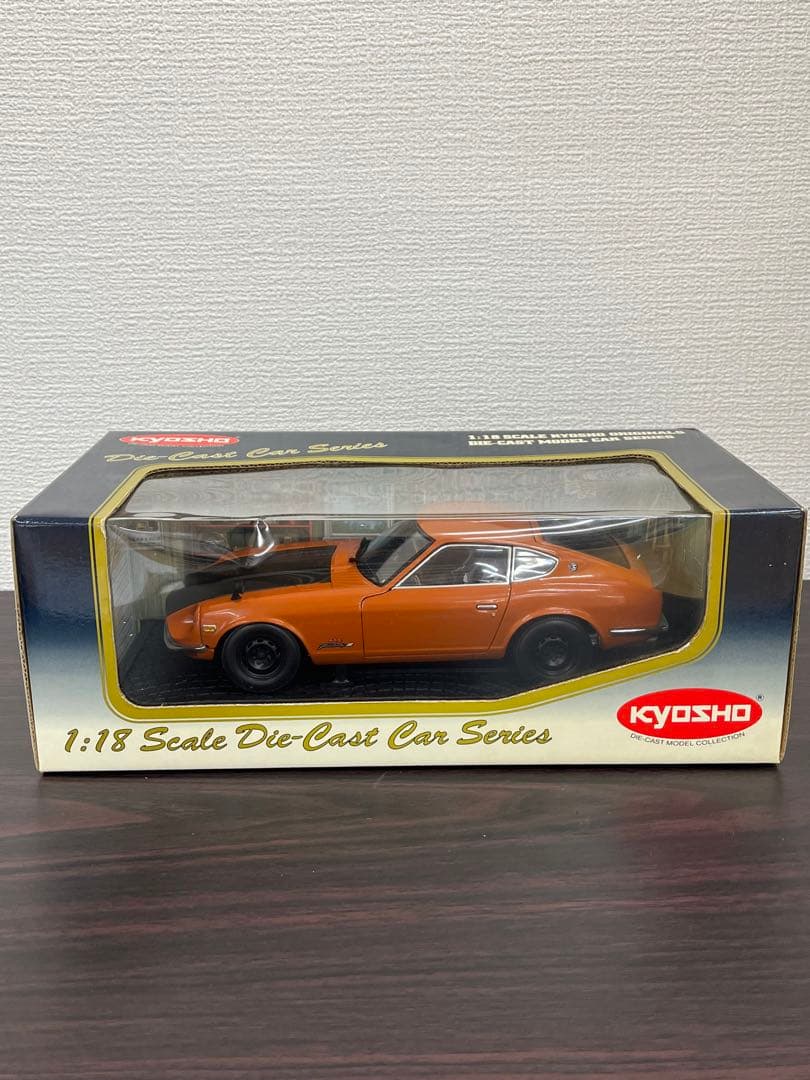 KYOSHO
Die-Cast Car Series
1:18 SCALE KYOSHO ORIGINALS
DIE-CAST MODEL CAR SERIES
1:18 Scale Die-Cast Car Series
KYOSHO®
DIE-CAST MODEL COLLECTION